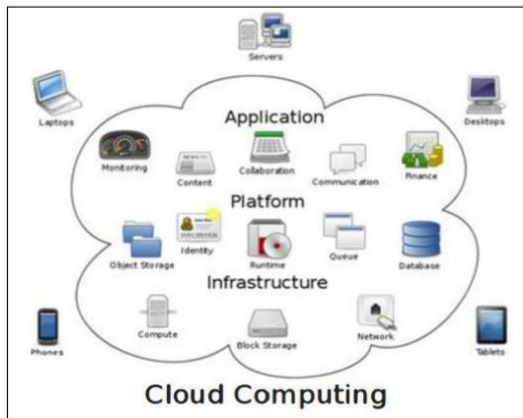 Servers
Laptops
Desktops
Application
Monitoring
Content
Collaboration
Communication
Finance
Platform
Object Storage
Identity
Runtime
Queue
Database
Infrastructure
Compute
Block Storage
Network
Phones
Tablets
Cloud Computing